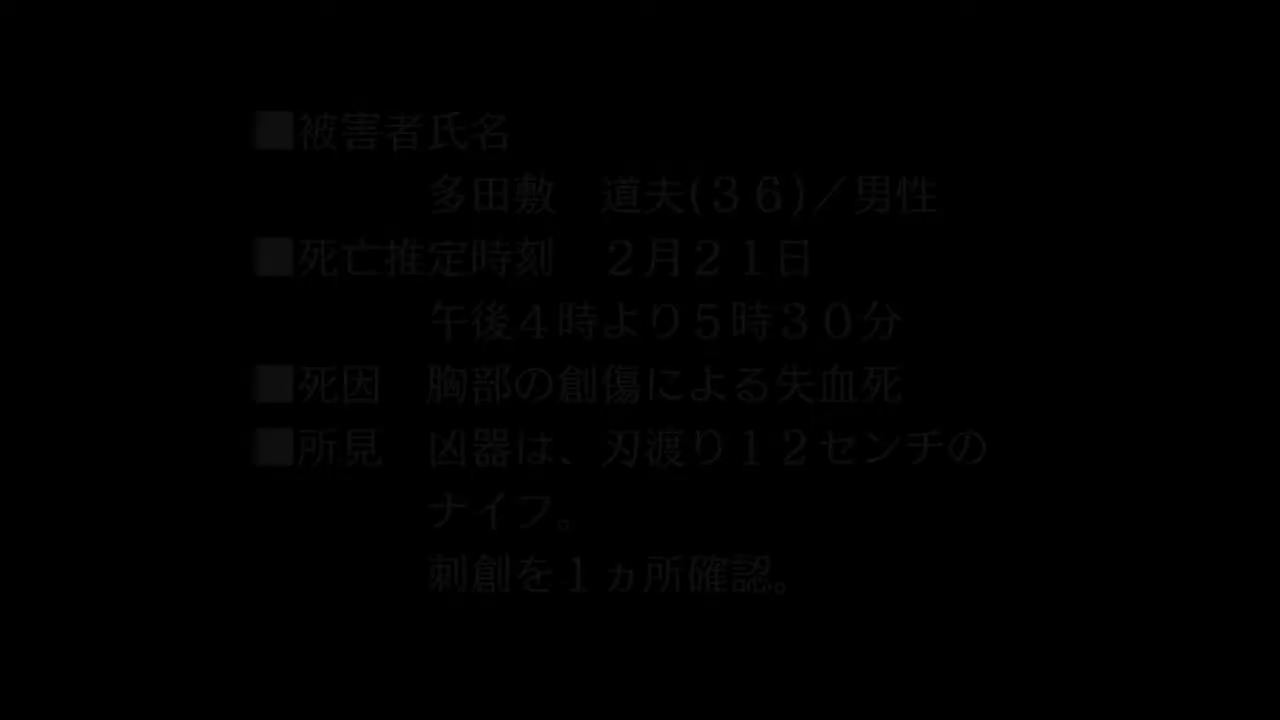 ■被害者氏名
多田敷　道夫(３６)／男性
■死亡推定時刻　２月２１日
午後４時より５時３０分
■死因　胸部の創傷による失血死
■所見　凶器は、刃渡り１２センチの
ナイフ。
刺創を１ヵ所確認。